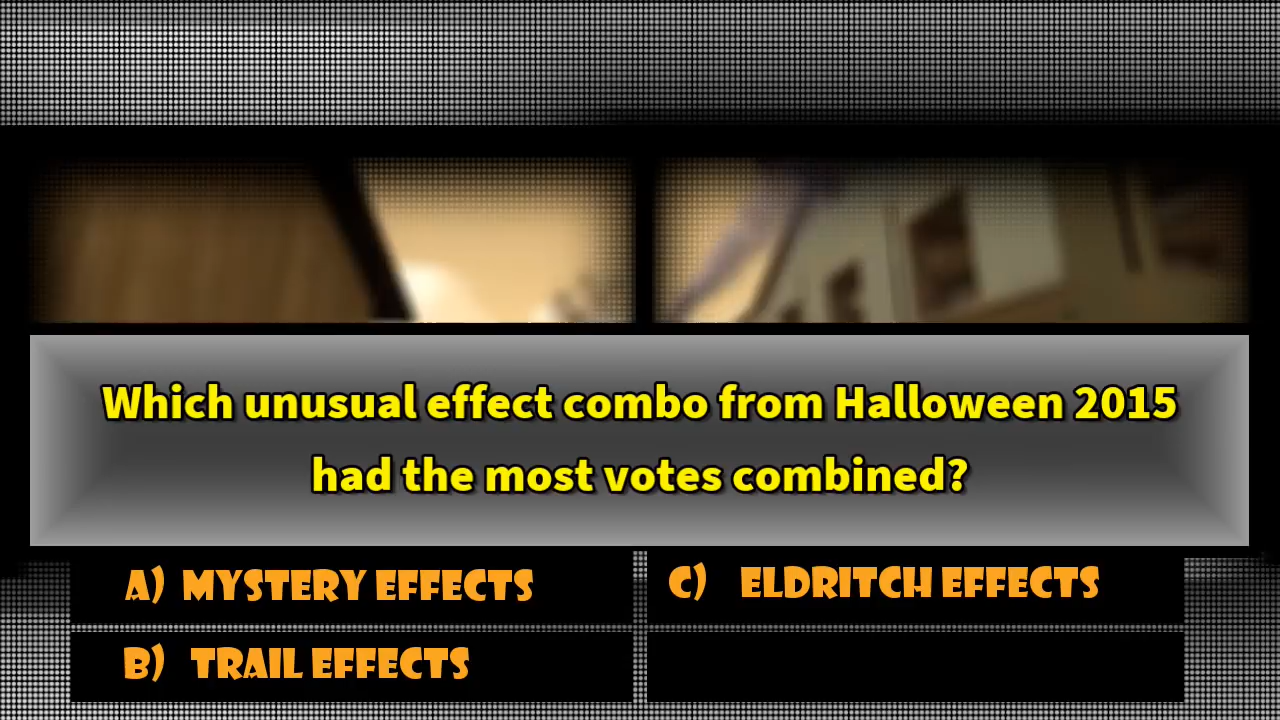 Which unusual effect combo from Halloween 2015
had the most votes combined?
A) MYSTERY EFFECTS
B) TRAIL EFFECTS
C) ELDRITCH EFFECTS